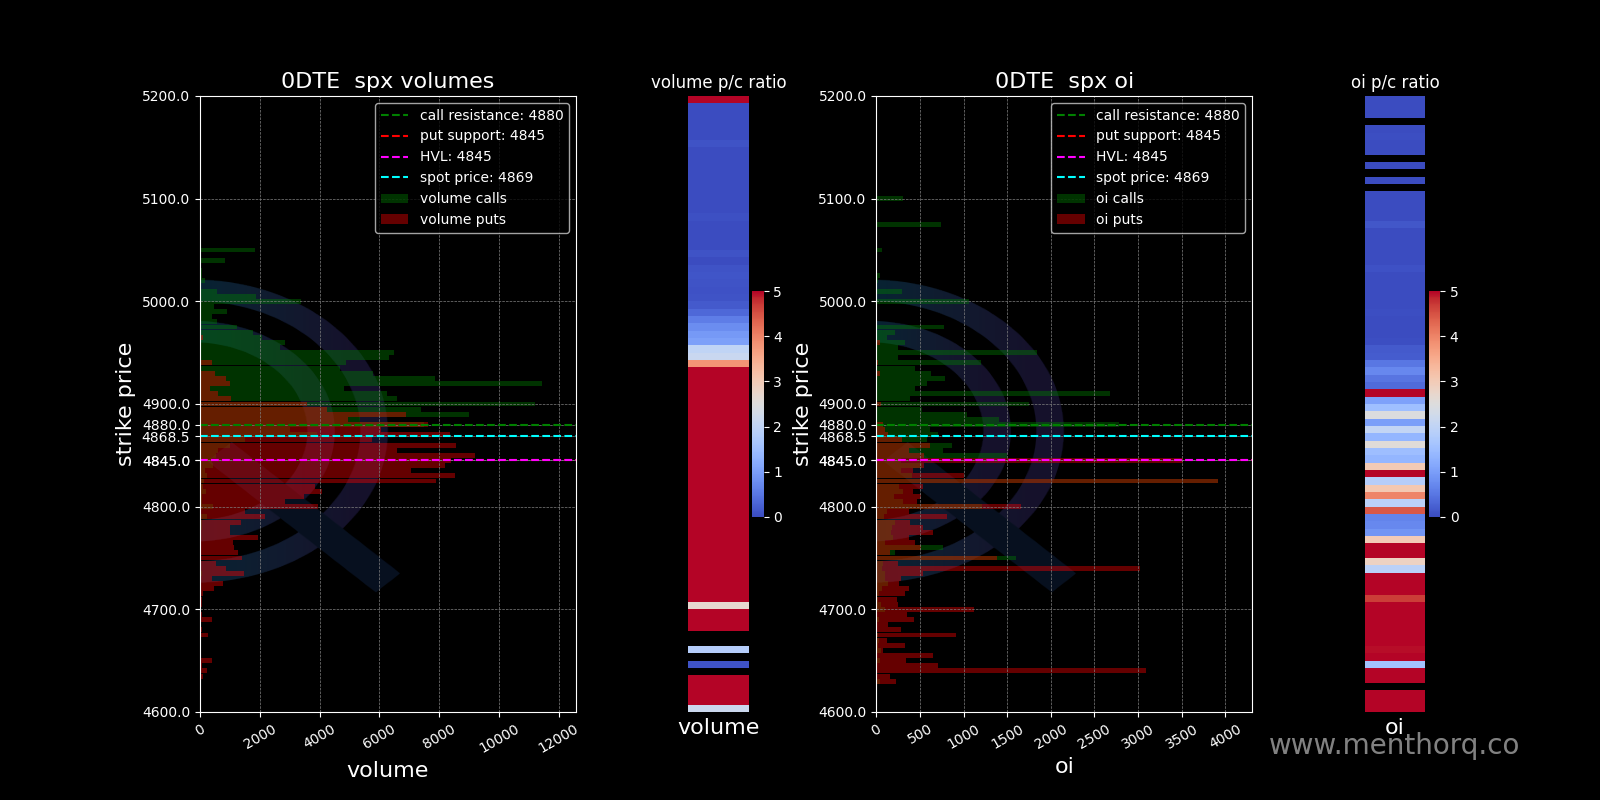 0DTE  spx volumes
volume p/c ratio
0DTE  spx oi
oi p/c ratio
call resistance: 4880
put support: 4845
HVL: 4845
spot price: 4869
volume calls
volume puts
call resistance: 4880
put support: 4845
HVL: 4845
spot price: 4869
oi calls
oi puts
strike price
5200.0
5100.0
5000.0
4900.0
4880.0
4868.5
4845.0
4800.0
4700.0
4600.0
0
2000
4000
6000
8000
10000
12000
volume
5
4
3
2
1
0
volume
strike price
5200.0
5100.0
5000.0
4900.0
4880.0
4868.5
4845.0
4800.0
4700.0
4600.0
0
500
1000
1500
2000
2500
3000
3500
4000
oi
5
4
3
2
1
0
oi
www.menthorq.co